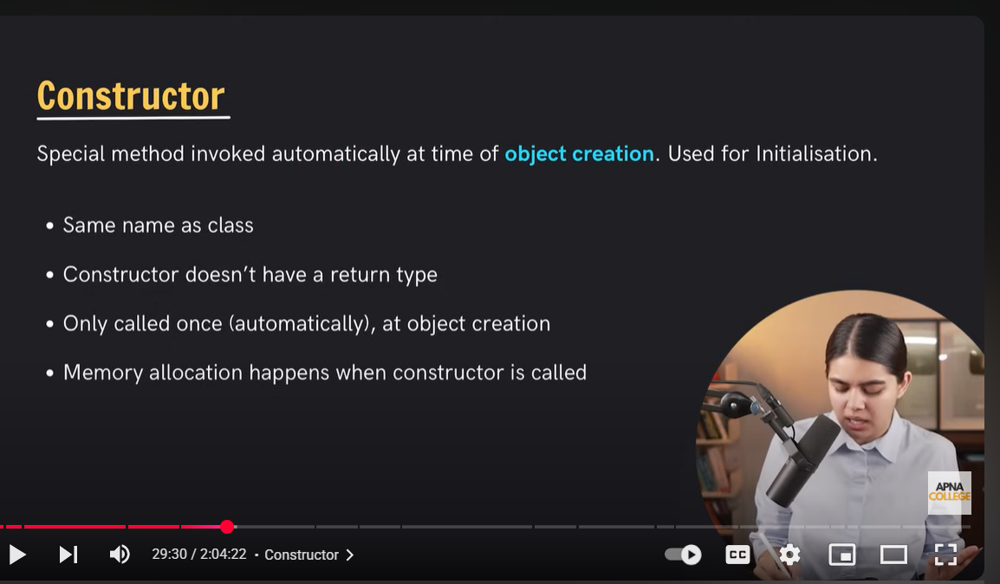 Constructor
Special method invoked automatically at time of object creation. Used for Initialisation.
• Same name as class
• Constructor doesn't have a return type
• Only called once (automatically), at object creation
• Memory allocation happens when constructor is called
APNA
COLLEGE
29:30 / 2:04:22 • Constructor
CC